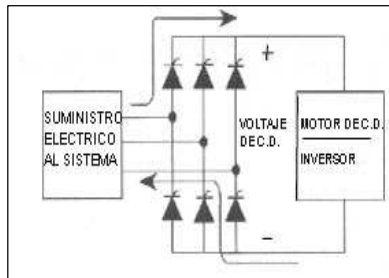 SUMINISTRO
ELECTRICO
AL SISTEMA
+
VOLTAJE
DE C.D.
−
MOTOR DE C.D.
INVERSOR